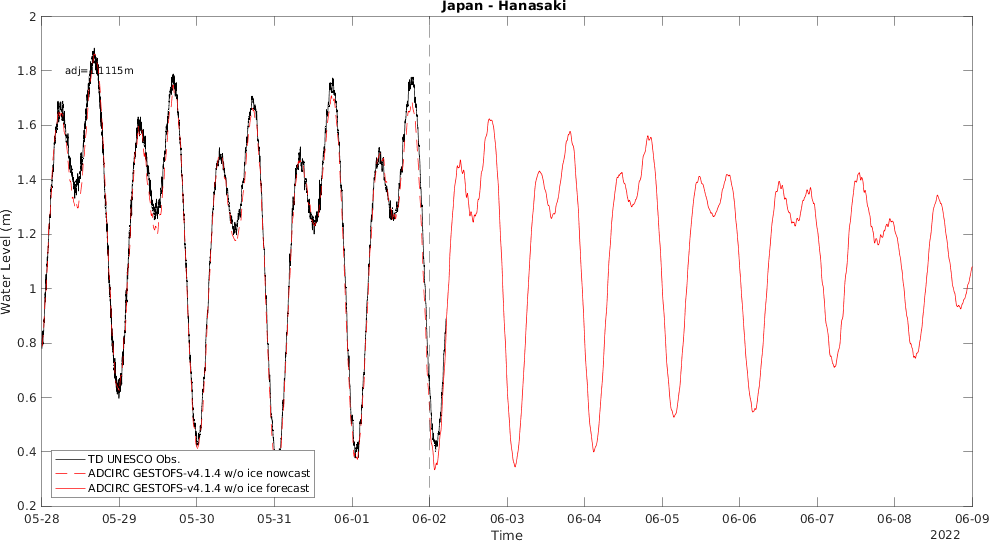 Japan - Hanasaki
2
1.8
1.6
1.4
1.2
1
0.8
0.6
0.4
0.2
Water Level (m)
TD UNESCO Obs.
ADCIRC GESTOFS-v4.1.4 w/o ice nowcast
ADCIRC GESTOFS-v4.1.4 w/o ice forecast
05-28 05-29 05-30 05-31 06-01 06-02 06-03 06-04 06-05 06-06 06-07 06-08 06-09
Time
2022